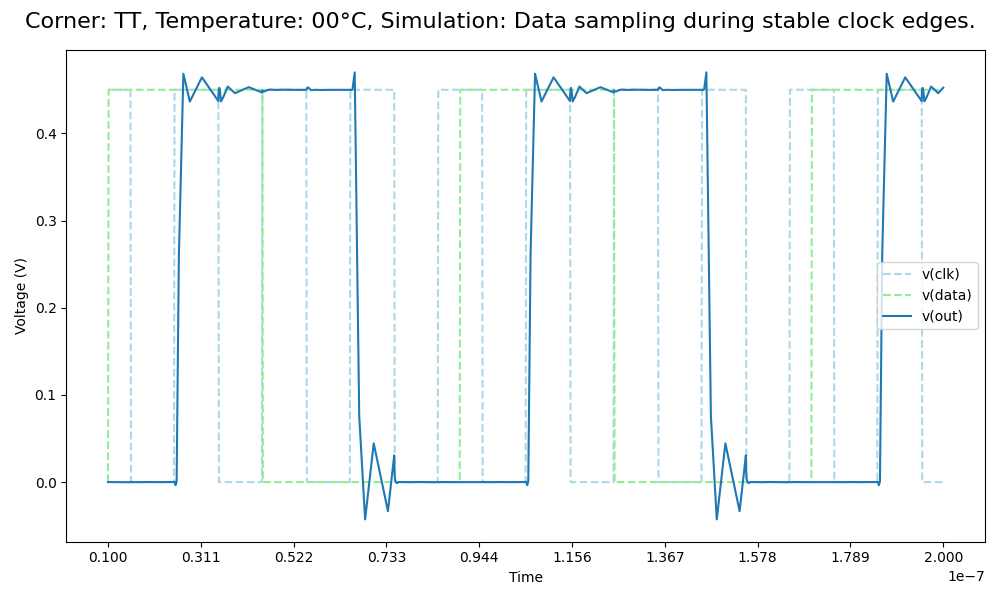 Corner: TT, Temperature: 00°C, Simulation: Data sampling during stable clock edges.
Voltage (V)
0.4
0.3
0.2
0.1
0.0
v(clk)
v(data)
v(out)
0.100 0.311 0.522 0.733 0.944 1.156 1.367 1.578 1.789 2.000
Time
1e−7